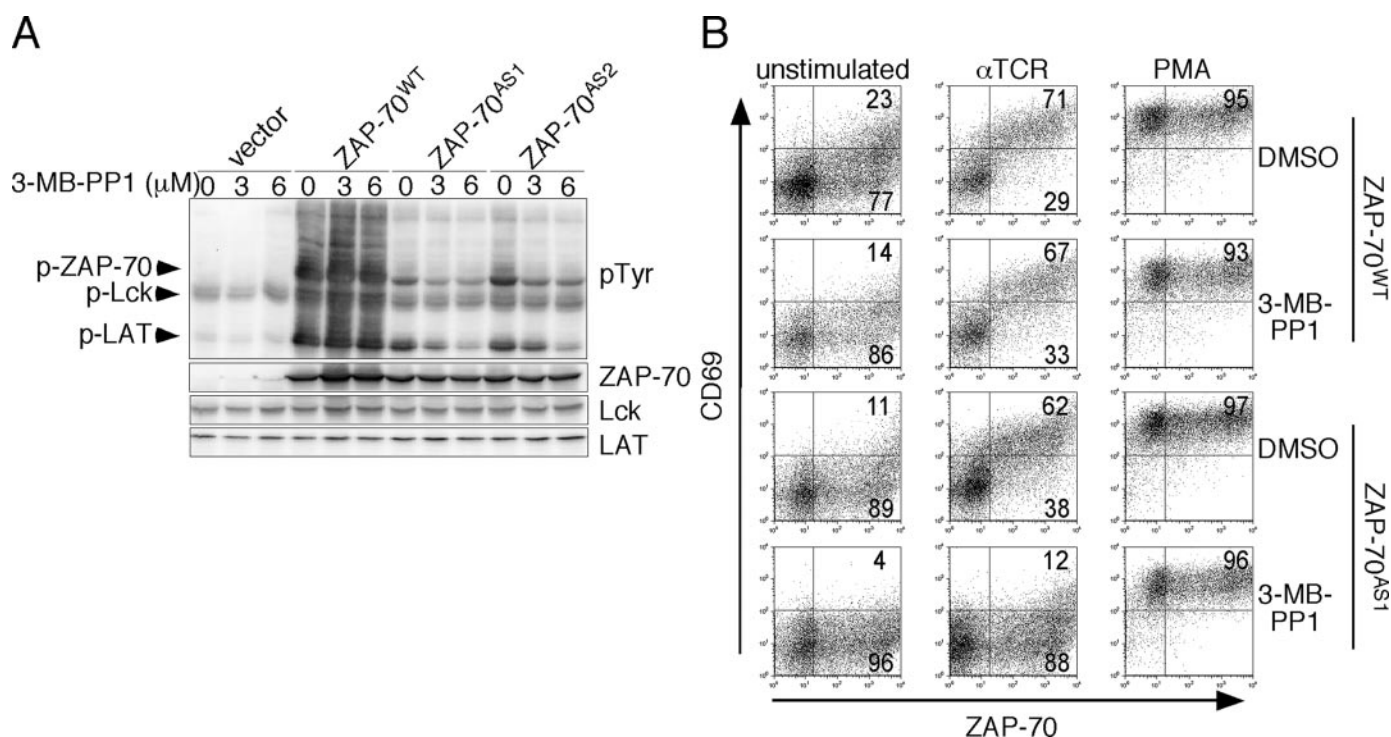 A
vector
ZAP-70WT
ZAP-70AS1
ZAP-70AS2
3-MB-PP1 (μM) 0 3 6 0 3 6 0 3 6 0 3 6
p-ZAP-70
p-Lck
p-LAT
pTyr
ZAP-70
Lck
LAT
B
unstimulated αTCR PMA
23 71 95
77 29
DMSO
14 67 93
86 33
3-MB-PP1
ZAP-70WT
11 62 97
89 38
DMSO
4 12 96
96 88
3-MB-PP1
ZAP-70AS1
CD69
ZAP-70